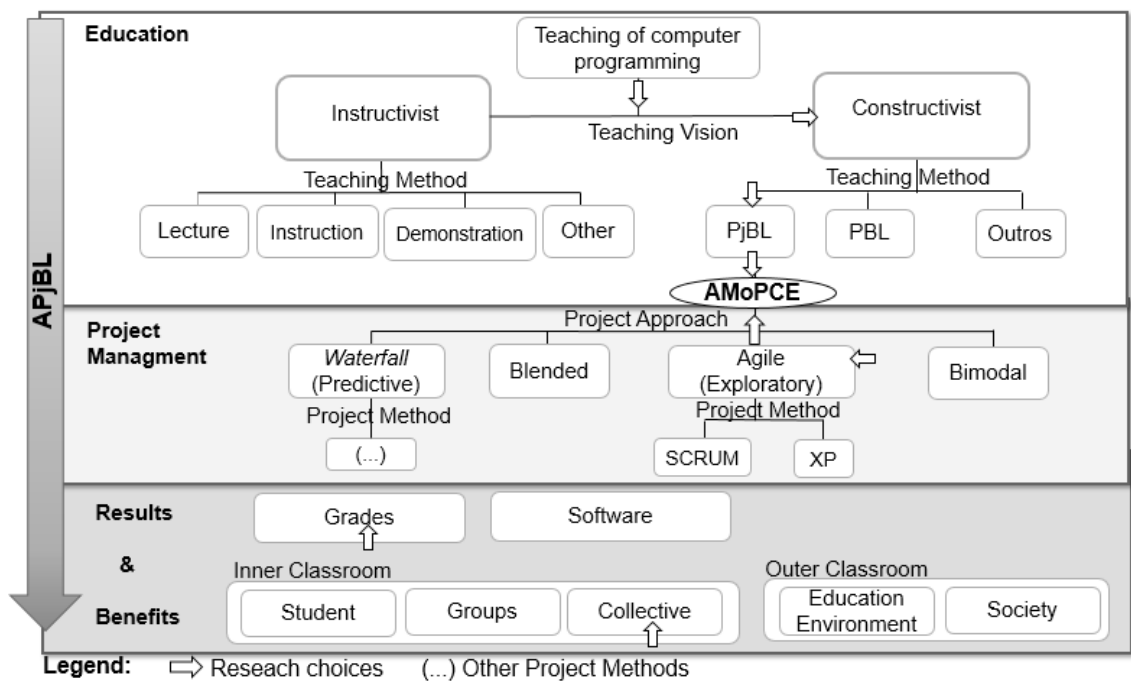 APjBL
Education
Teaching of computer
programming
Instructivist
Constructivist
Teaching Vision
Teaching Method
Teaching Method
Lecture
Instruction
Demonstration
Other
PjBL
PBL
Outros
AMoPCE
Project
Managment
Project Approach
Waterfall
(Predictive)
Blended
Agile
(Exploratory)
Bimodal
Project Method
Project Method
(...)
SCRUM
XP
Results
&
Benefits
Grades
Software
Inner Classroom
Student
Groups
Collective
Outer Classroom
Education
Environment
Society
Legend: Reseach choices (...) Other Project Methods